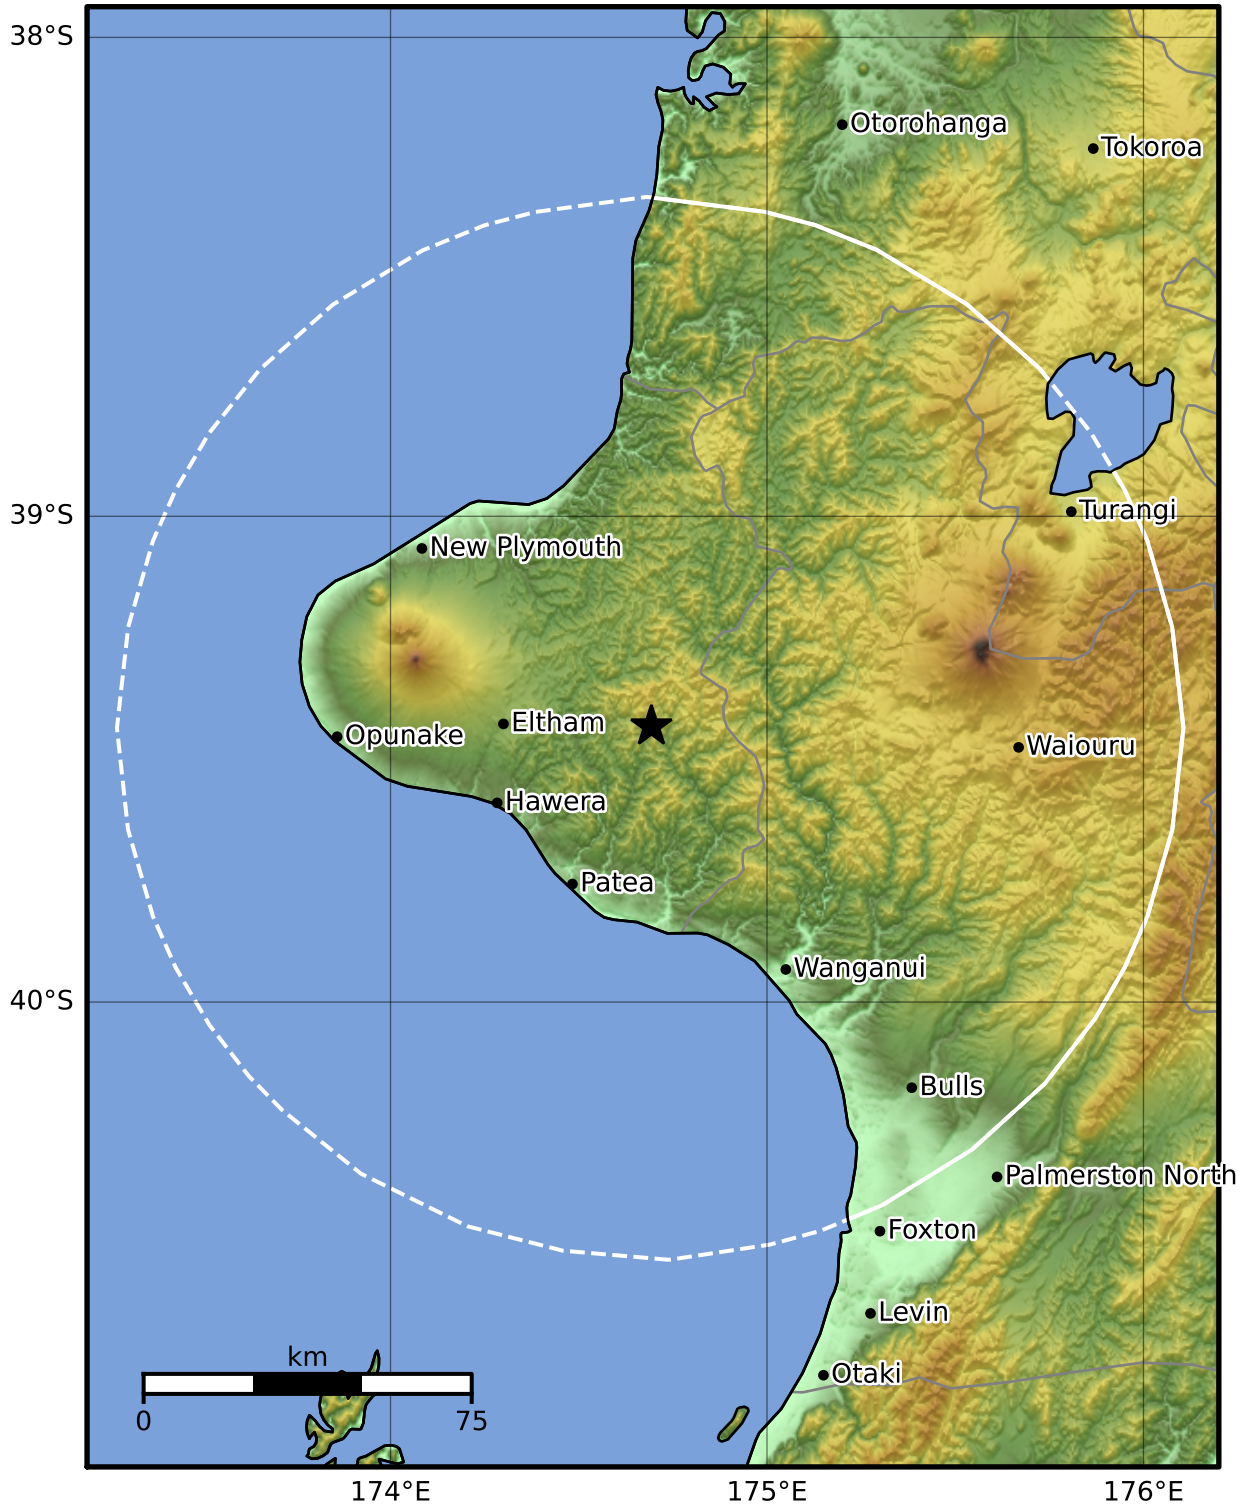 38°S
Otorohanga
Tokoroa
39°S
Turangi
New Plymouth
Eltham
Opunake
Waiouru
Hawera
Patea
Wanganui
40°S
Bulls
Palmerston North
Foxton
Levin
km
Otaki
0 75
174°E 175°E 176°E